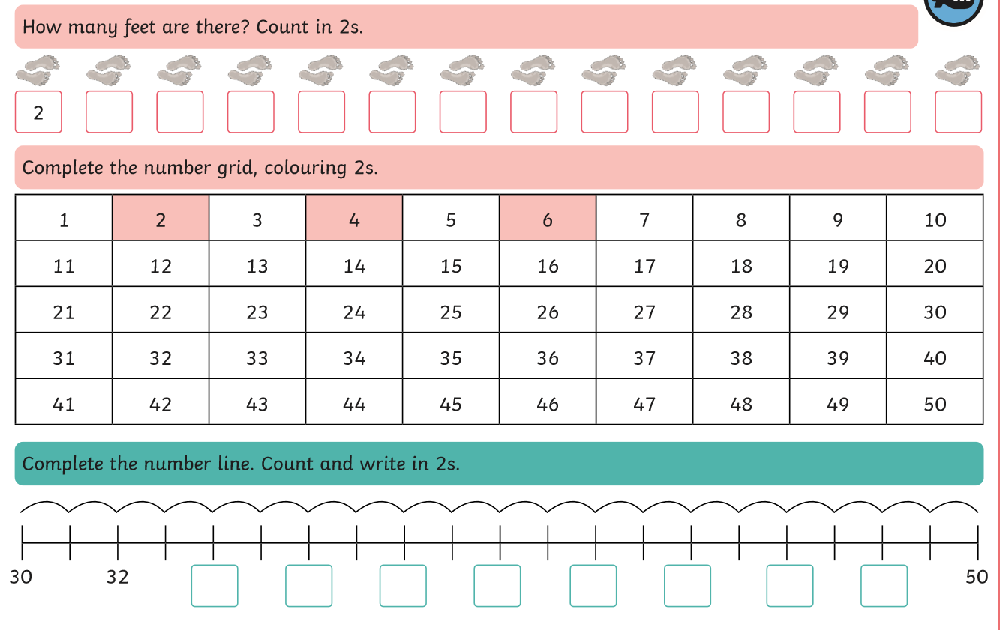 How many feet are there? Count in 2s.
2
Complete the number grid, colouring 2s.
1 2 3 4 5 6 7 8 9 10
11 12 13 14 15 16 17 18 19 20
21 22 23 24 25 26 27 28 29 30
31 32 33 34 35 36 37 38 39 40
41 42 43 44 45 46 47 48 49 50
Complete the number line. Count and write in 2s.
30 32 50